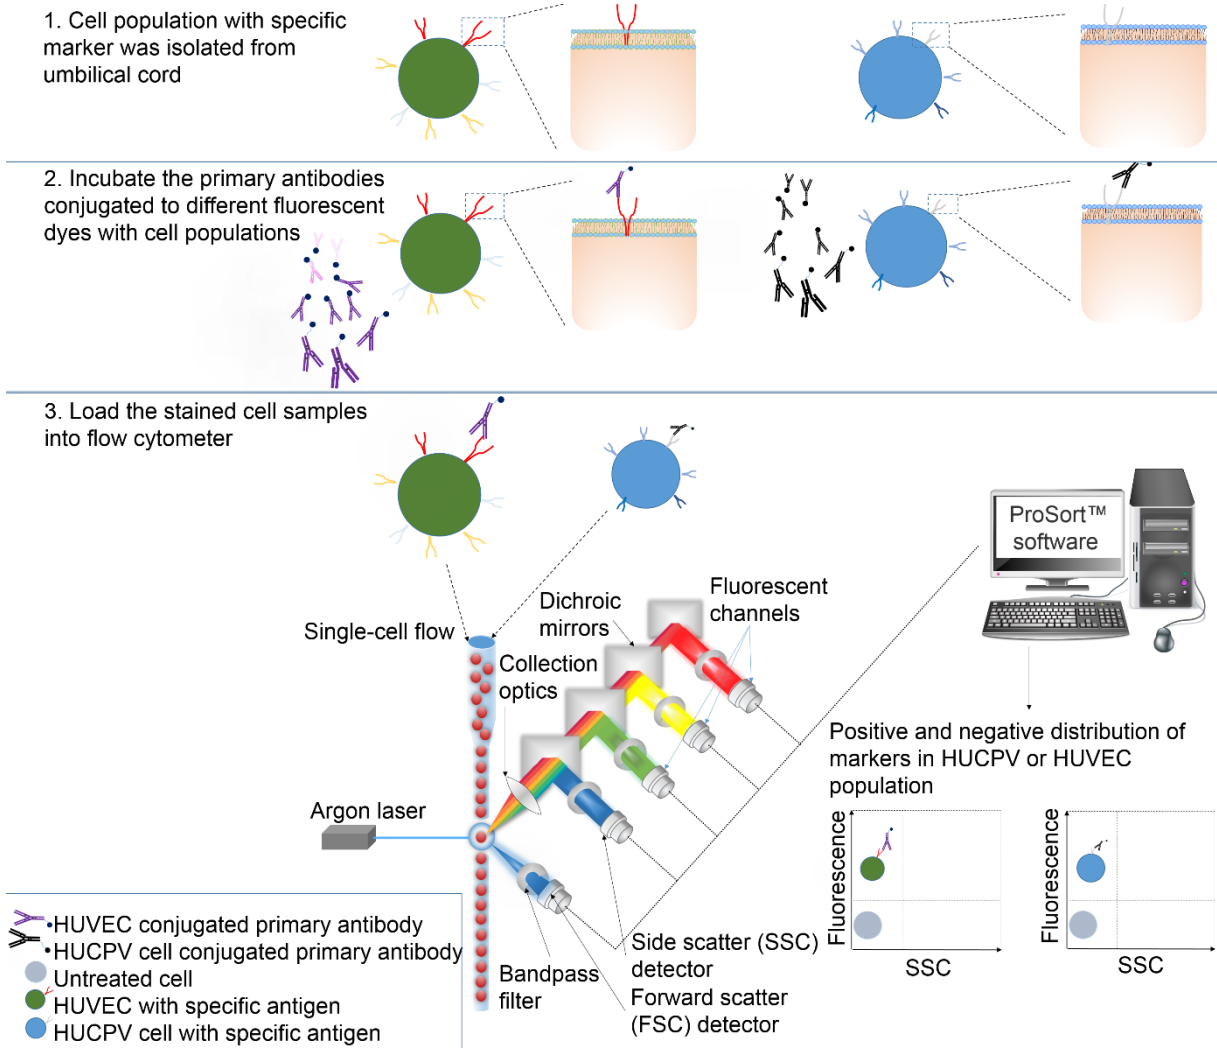 1. Cell population with specific
marker was isolated from
umbilical cord
2. Incubate the primary antibodies
conjugated to different fluorescent
dyes with cell populations
3. Load the stained cell samples
into flow cytometer
ProSort™
software
Fluorescent
channels
Dichroic
mirrors
Single-cell flow
Collection
optics
Argon laser
Positive and negative distribution of
markers in HUCPV or HUVEC
population
Fluorescence
SSC
Fluorescence
SSC
Side scatter (SSC)
detector
Forward scatter
(FSC) detector
Bandpass
filter
HUVEC conjugated primary antibody
HUCPV cell conjugated primary antibody
Untreated cell
HUVEC with specific antigen
HUCPV cell with specific antigen